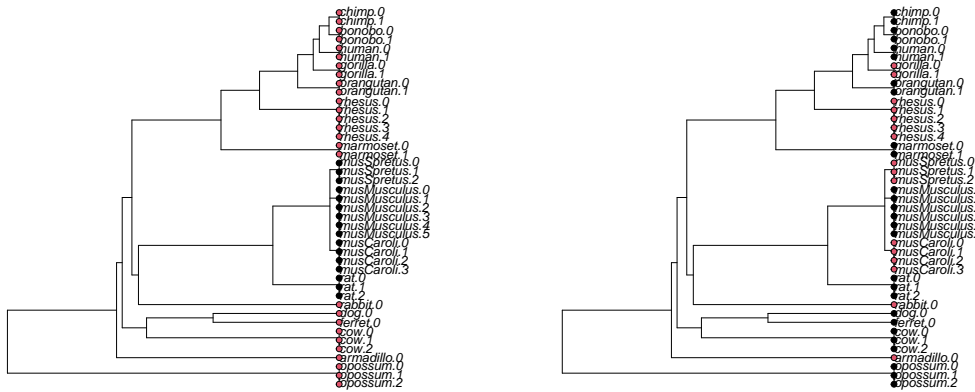 chimp.0
chimp.1
bonobo.0
bonobo.1
human.0
human.1
gorilla.0
gorilla.1
orangutan.0
orangutan.1
rhesus.0
rhesus.1
rhesus.2
rhesus.3
rhesus.4
marmoset.0
marmoset.1
musSpretus.0
musSpretus.1
musSpretus.2
musMusculus.0
musMusculus.1
musMusculus.2
musMusculus.3
musMusculus.4
musMusculus.5
musCaroli.0
musCaroli.1
musCaroli.2
musCaroli.3
rat.0
rat.1
rat.2
rabbit.0
dog.0
ferret.0
cow.0
cow.1
cow.2
armadillo.0
opossum.0
opossum.1
opossum.2
chimp.0
chimp.1
bonobo.0
bonobo.1
human.0
human.1
gorilla.0
gorilla.1
orangutan.0
orangutan.1
rhesus.0
rhesus.1
rhesus.2
rhesus.3
rhesus.4
marmoset.0
marmoset.1
musSpretus.0
musSpretus.1
musSpretus.2
musMusculus.
musMusculus.
musMusculus.
musMusculus.
musMusculus.
musMusculus.
musCaroli.0
musCaroli.1
musCaroli.2
musCaroli.3
rat.0
rat.1
rat.2
rabbit.0
dog.0
ferret.0
cow.0
cow.1
cow.2
armadillo.0
opossum.0
opossum.1
opossum.2